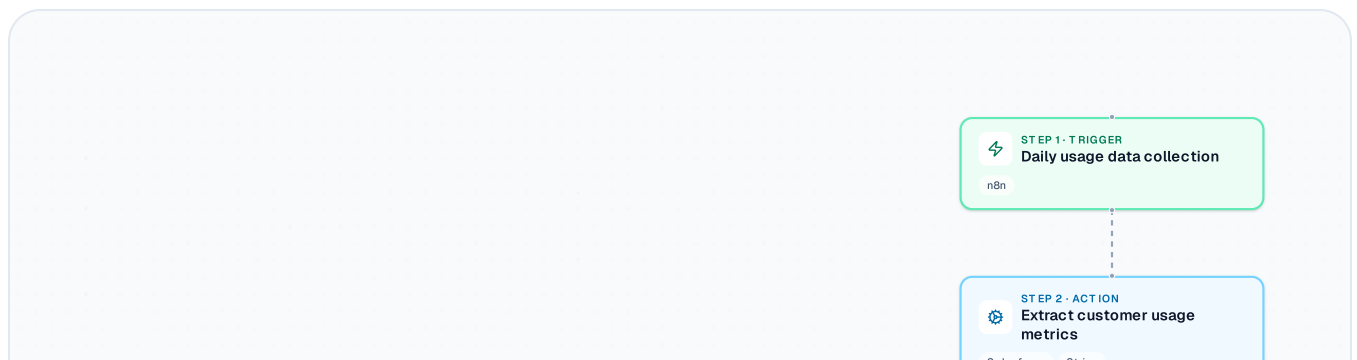 STEP 1 · TRIGGER
Daily usage data collection
n8n
STEP 2 · ACTION
Extract customer usage
metrics